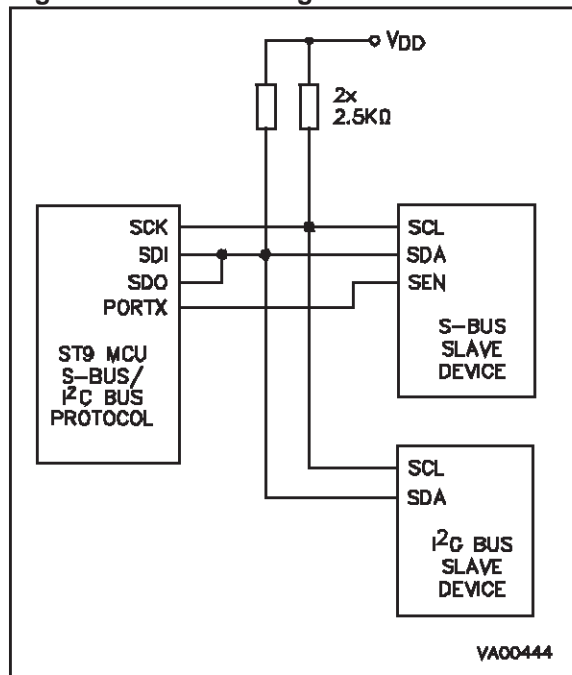 VDD
2x
2.5KΩ
SCK
SDI
SDO
PORTX
ST9 MCU
S-BUS/
I²C BUS
PROTOCOL
SCL
SDA
SEN
S-BUS
SLAVE
DEVICE
SCL
SDA
I²C BUS
SLAVE
DEVICE
VA00444